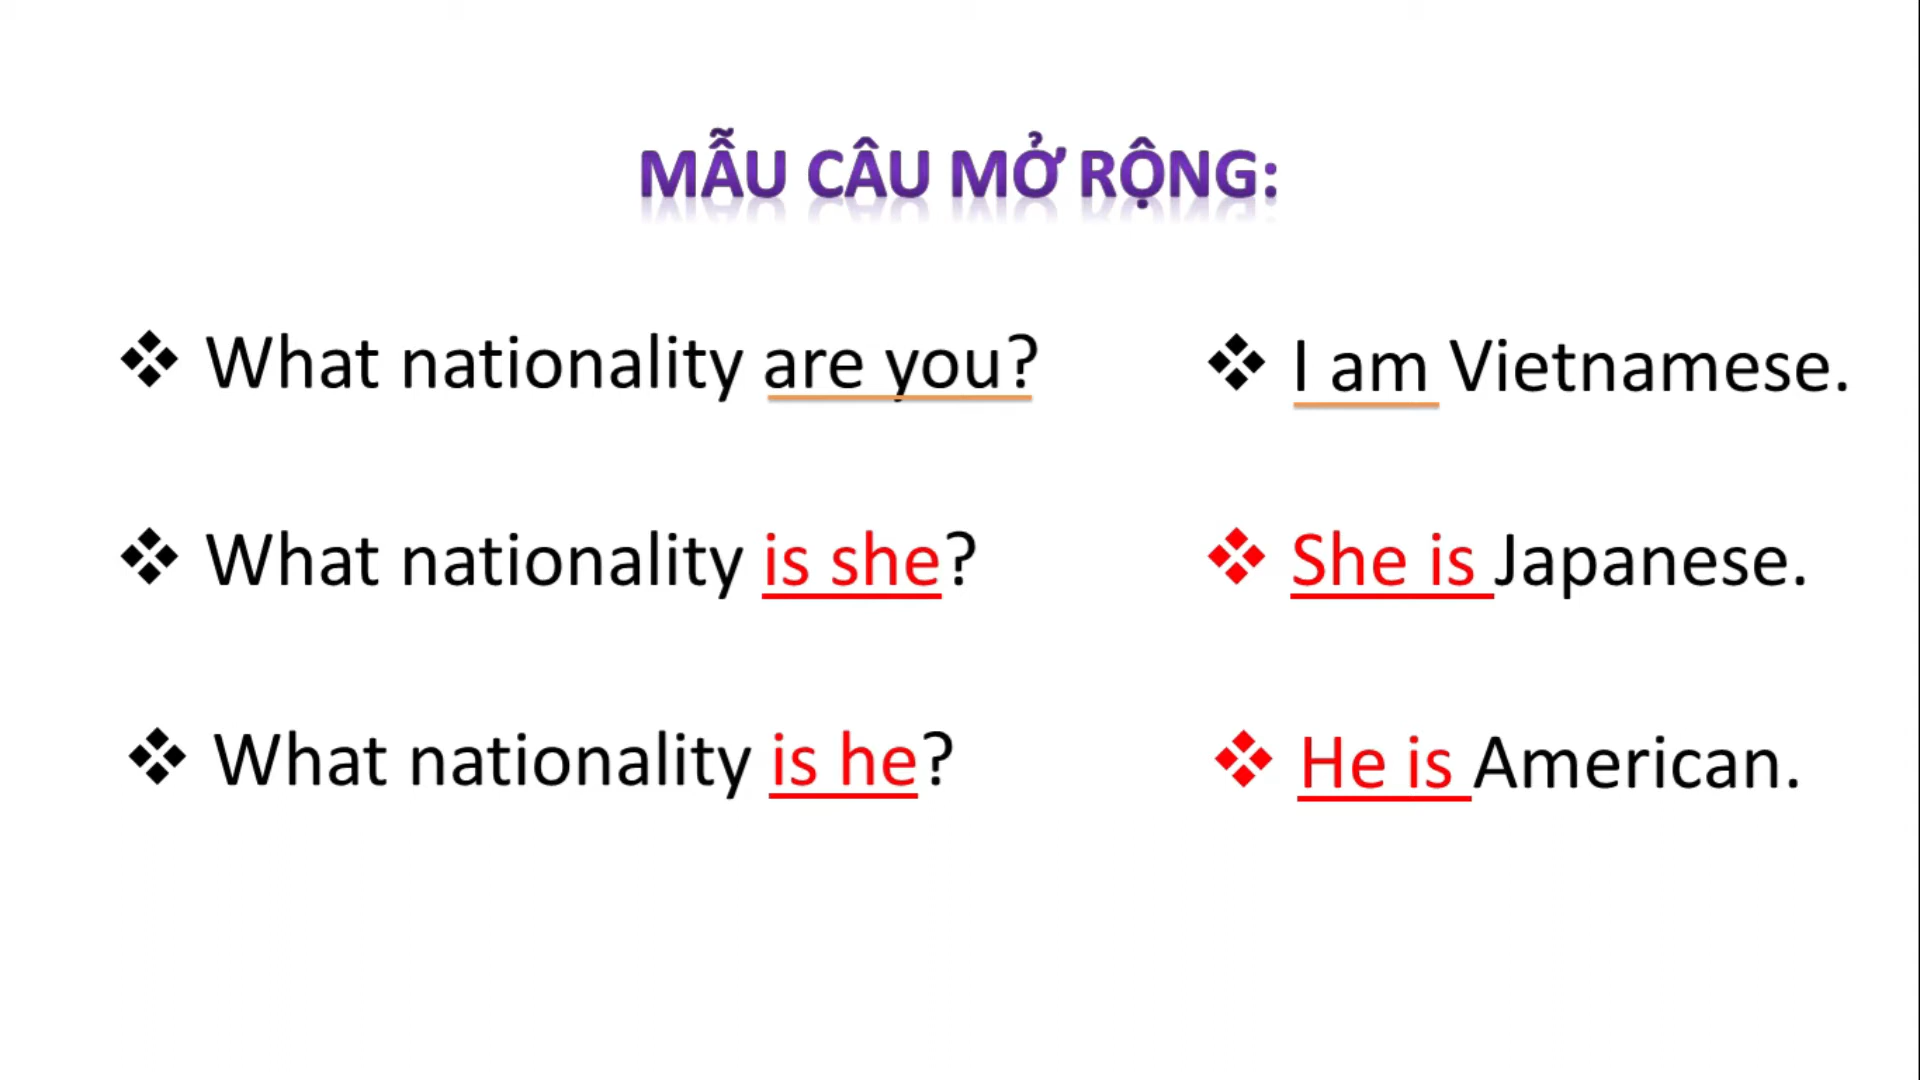 MẪU CÂU MỞ RỘNG:
❖ What nationality are you?
❖ I am Vietnamese.
❖ What nationality is she?
❖ She is Japanese.
❖ What nationality is he?
❖ He is American.